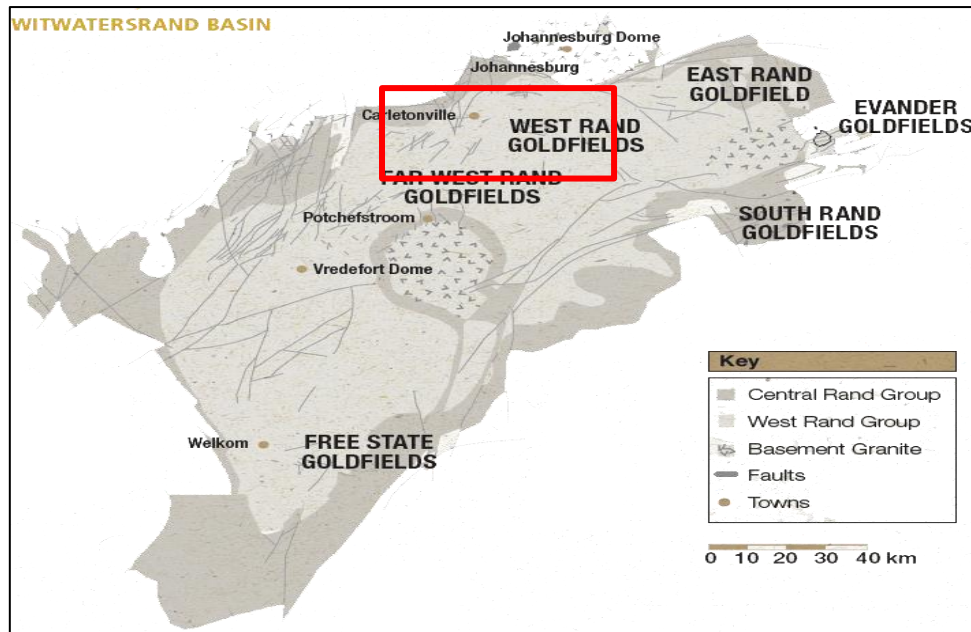 WITWATERSRAND BASIN
Johannesburg Dome
Johannesburg
EAST RAND
GOLDFIELD
EVANDER
GOLDFIELDS
Carletonville
WEST RAND
GOLDFIELDS
FAR WEST RAND
GOLDFIELDS
Potchefstroom
SOUTH RAND
GOLDFIELDS
Vredefort Dome
Welkom
FREE STATE
GOLDFIELDS
Key
Central Rand Group
West Rand Group
Basement Granite
Faults
Towns
0 10 20 30 40 km